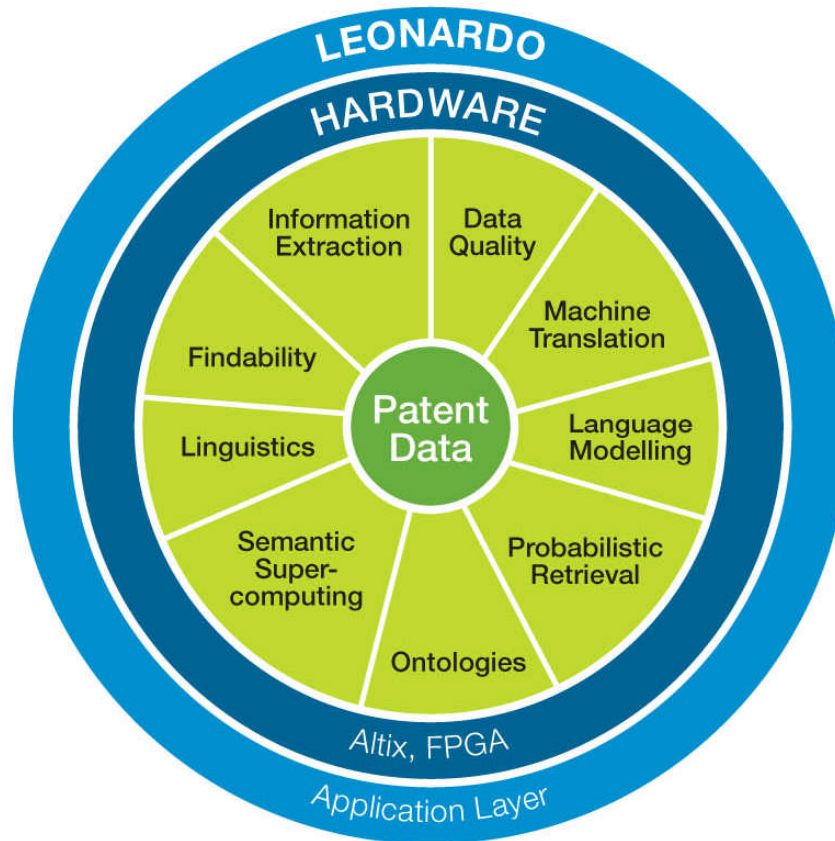 LEONARDO
HARDWARE
Information
Extraction
Data
Quality
Machine
Translation
Findability
Patent
Data
Language
Modelling
Linguistics
Semantic
Super-
computing
Probabilistic
Retrieval
Ontologies
Altix, FPGA
Application Layer